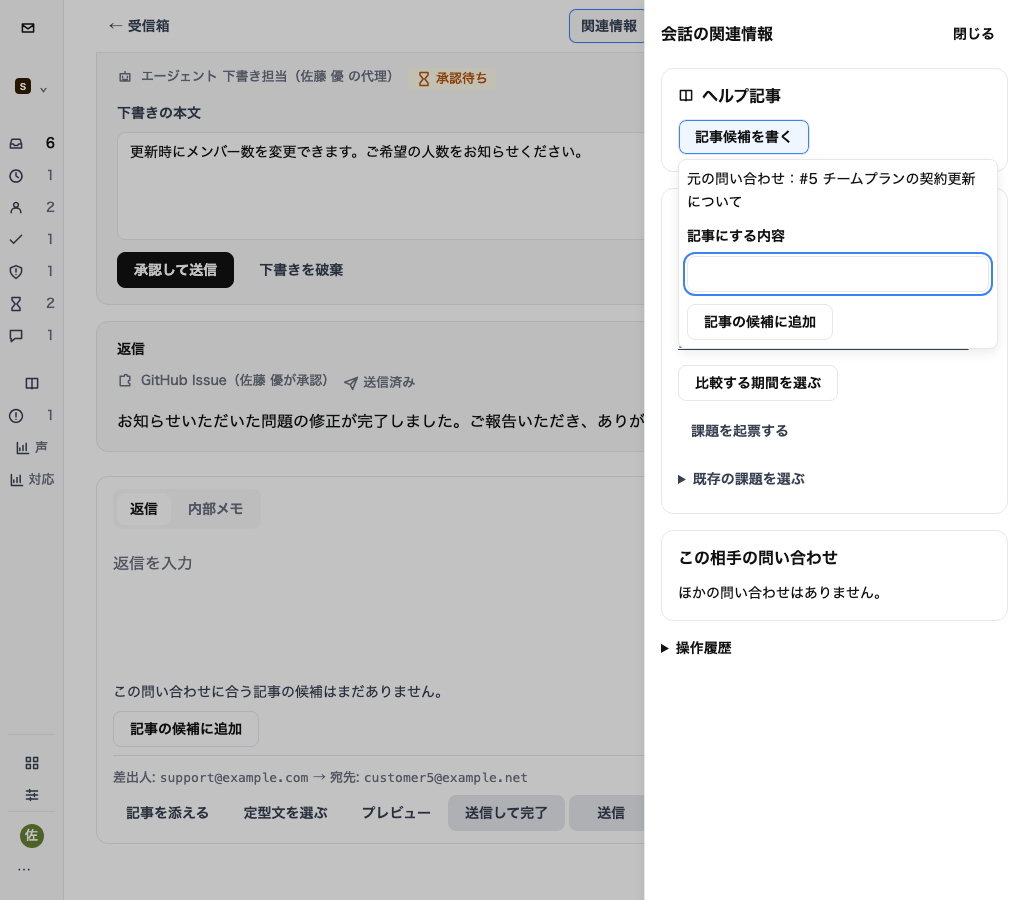 S
6
1
2
1
1
2
1
1
声
対応
佐
…
← 受信箱
関連情報
エージェント 下書き担当（佐藤 優 の代理）
承認待ち
下書きの本文
更新時にメンバー数を変更できます。ご希望の人数をお知らせください。
承認して送信
下書きを破棄
返信
GitHub Issue（佐藤 優が承認）
送信済み
お知らせいただいた問題の修正が完了しました。ご報告いただき、ありが
返信
内部メモ
返信を入力
この問い合わせに合う記事の候補はまだありません。
記事の候補に追加
差出人: support@example.com → 宛先: customer5@example.net
記事を添える
定型文を選ぶ
プレビュー
送信して完了
送信
会話の関連情報
閉じる
ヘルプ記事
記事候補を書く
元の問い合わせ：#5 チームプランの契約更新
について
記事にする内容
記事の候補に追加
比較する期間を選ぶ
課題を起票する
▶ 既存の課題を選ぶ
この相手の問い合わせ
ほかの問い合わせはありません。
▶ 操作履歴